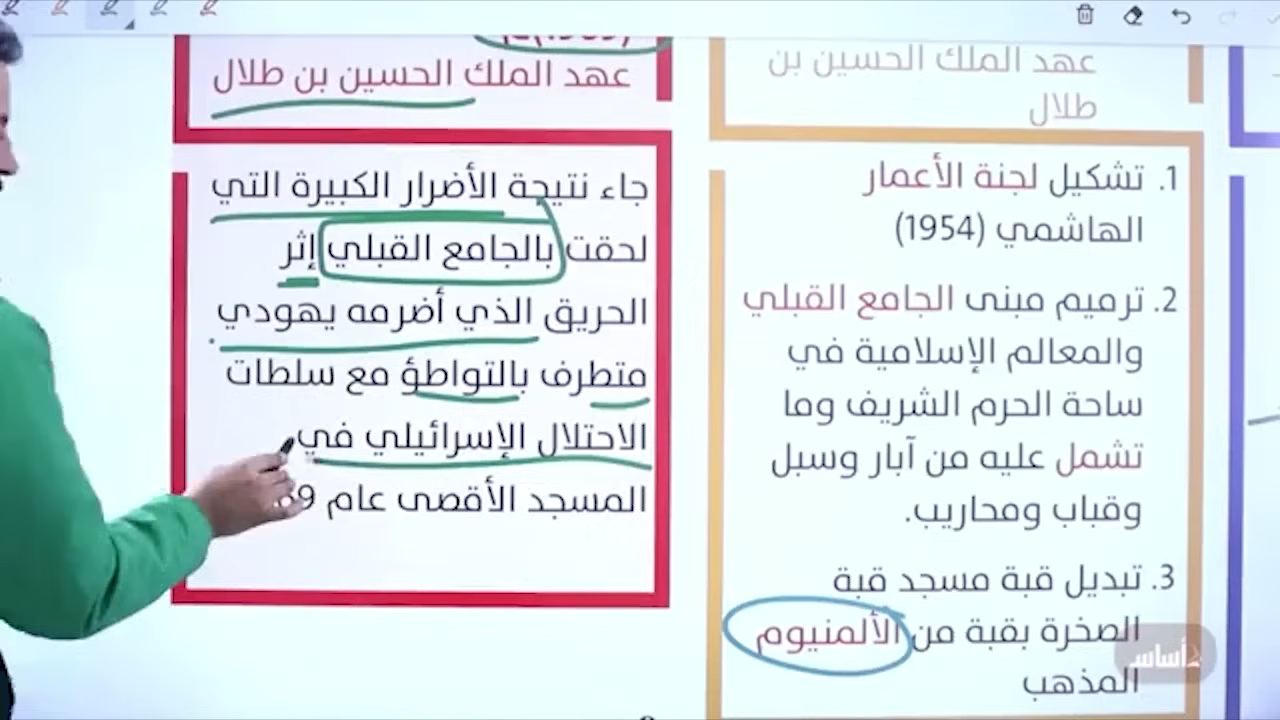 عهد الملك الحسين بن
طلال
1. تشكيل لجنة الأعمار
الهاشمي (1954)
2. ترميم مبنى الجامع القبلي
والمعالم الإسلامية في
ساحة الحرم الشريف وما
تشمل عليه من آبار وسبل
وقباب ومحاريب.
3. تبديل قبة مسجد قبة
الصخرة بقبة من الألمنيوم
المذهب
عهد الملك الحسين بن طلال
جاء نتيجة الأضرار الكبيرة التي
لحقت بالجامع القبلي إثر
الحريق الذي أضرمه يهودي
متطرف بالتواطؤ مع سلطات
الاحتلال الإسرائيلي في
المسجد الأقصى عام
أساس